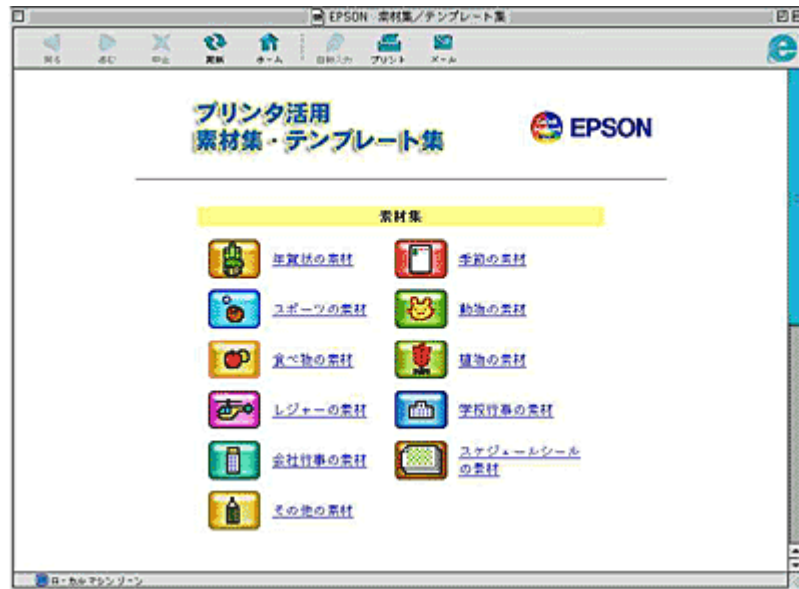 EPSON 素材集/テンプレート集
戻る 進む 中止 更新 ホーム 自動入力 プリント メール
プリンタ活用
素材集・テンプレート集
EPSON
素材集
年賀状の素材 季節の素材
スポーツの素材 動物の素材
食べ物の素材 植物の素材
レジャーの素材 学校行事の素材
会社行事の素材 スケジュールシール
の素材
その他の素材
ローカルマシンゾーン